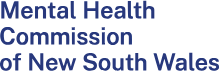 Mental Health
Commission
of New South Wales